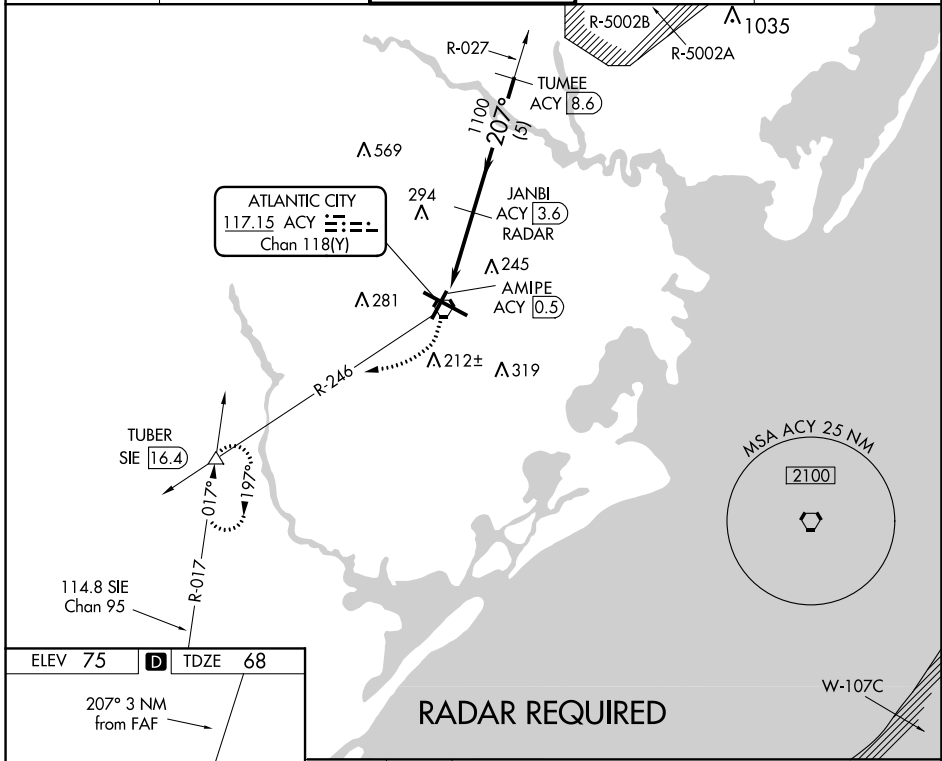 R-5002B
1035
R-5002A
R-027
TUMEE
ACY 8.6
1100
207°
(5)
569
294
JANBI
ACY 3.6
RADAR
ATLANTIC CITY
117.15 ACY
Chan 118(Y)
245
AMIPE
ACY 0.5
281
212±
319
R-246
TUBER
SIE 16.4
017°
197°
R-017
114.8 SIE
Chan 95
MSA ACY 25 NM
2100
ELEV 75 D TDZE 68
207° 3 NM
from FAF
RADAR REQUIRED
W-107C